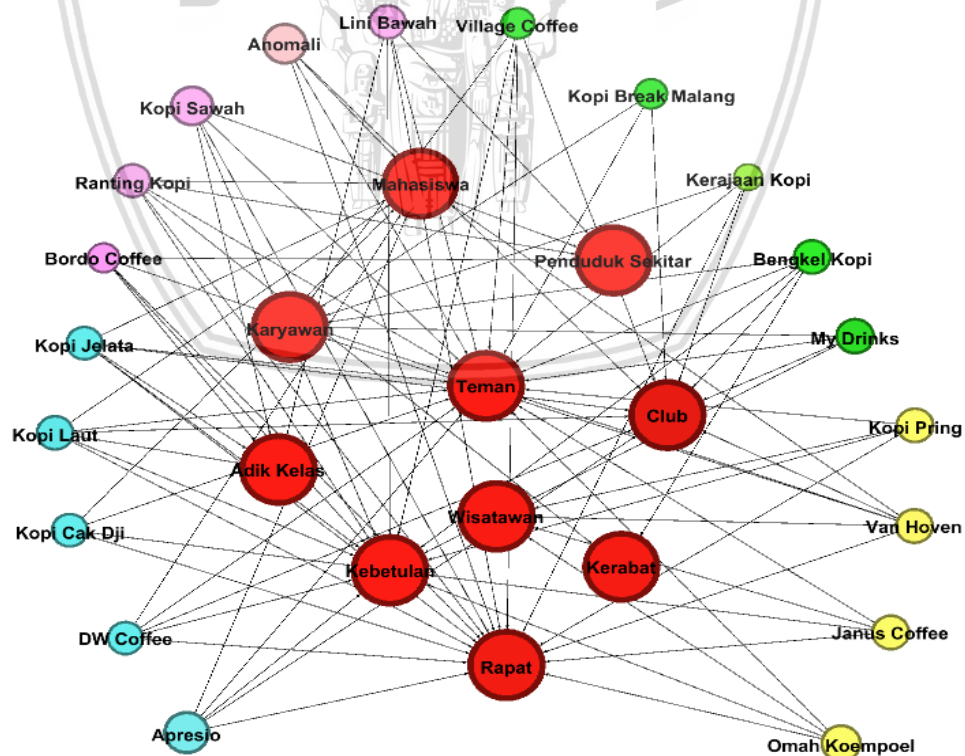 Lini Bawah
Village Coffee
Anomali
Kopi Break Malang
Kopi Sawah
Ranting Kopi
Mahasiswa
Kerajaan Kopi
Bordo Coffee
Penduduk Sekitar
Bengkel Kopi
Karyawan
My Drinks
Kopi Jelata
Teman
Club
Kopi Pring
Kopi Laut
Adik Kelas
Wisatawan
Van Hoven
Kopi Cak Dji
Kebetulan
Kerabat
DW Coffee
Janus Coffee
Rapat
Apresio
Omah Koempoel